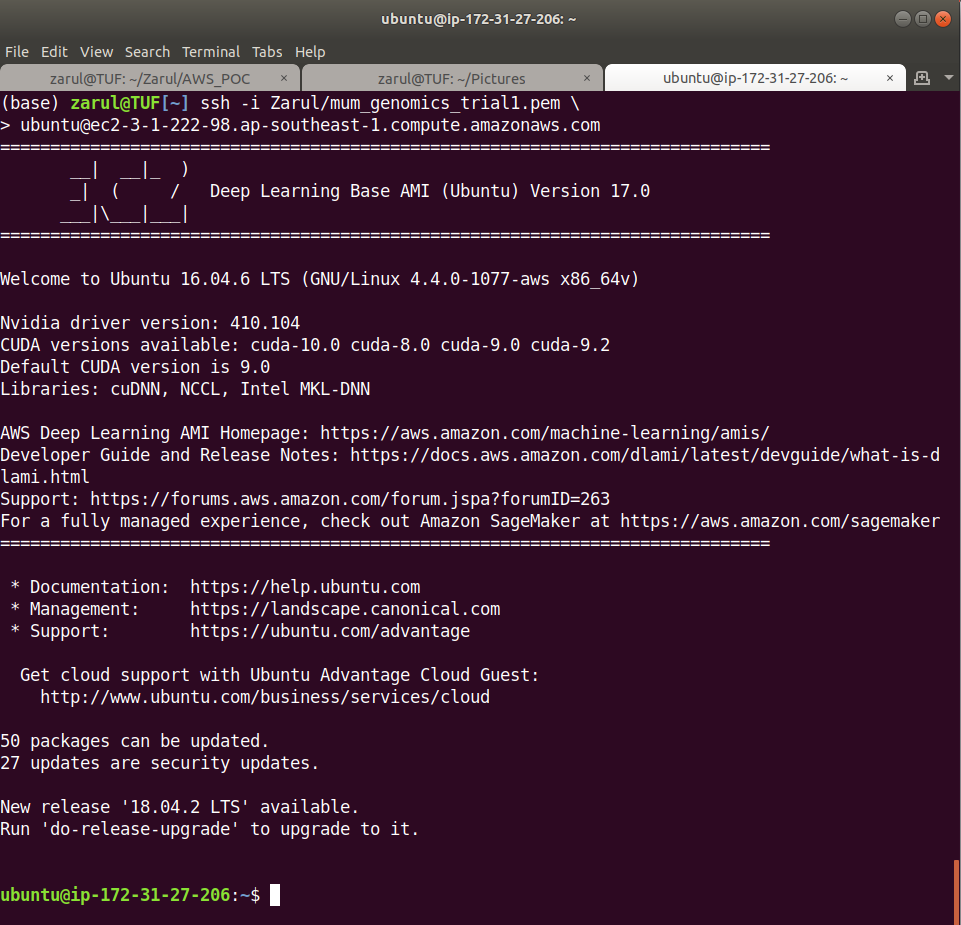 ubuntu@ip-172-31-27-206: ~
File Edit View Search Terminal Tabs Help
zarul@TUF: ~/Zarul/AWS_POC × zarul@TUF: ~/Pictures × ubuntu@ip-172-31-27-206: ~ ×
(base) zarul@TUF[~] ssh -i Zarul/mum_genomics_trial1.pem \
> ubuntu@ec2-3-1-222-98.ap-southeast-1.compute.amazonaws.com
=============================================================================
       __|  __|_  )
       _|  (     /   Deep Learning Base AMI (Ubuntu) Version 17.0
      ___|\___|___|
=============================================================================
Welcome to Ubuntu 16.04.6 LTS (GNU/Linux 4.4.0-1077-aws x86_64v)
Nvidia driver version: 410.104
CUDA versions available: cuda-10.0 cuda-8.0 cuda-9.0 cuda-9.2
Default CUDA version is 9.0
Libraries: cuDNN, NCCL, Intel MKL-DNN
AWS Deep Learning AMI Homepage: https://aws.amazon.com/machine-learning/amis/
Developer Guide and Release Notes: https://docs.aws.amazon.com/dlami/latest/devguide/what-is-d
lami.html
Support: https://forums.aws.amazon.com/forum.jspa?forumID=263
For a fully managed experience, check out Amazon SageMaker at https://aws.amazon.com/sagemaker
=============================================================================
 * Documentation:  https://help.ubuntu.com
 * Management:     https://landscape.canonical.com
 * Support:        https://ubuntu.com/advantage
  Get cloud support with Ubuntu Advantage Cloud Guest:
    http://www.ubuntu.com/business/services/cloud
50 packages can be updated.
27 updates are security updates.
New release '18.04.2 LTS' available.
Run 'do-release-upgrade' to upgrade to it.
ubuntu@ip-172-31-27-206:~$